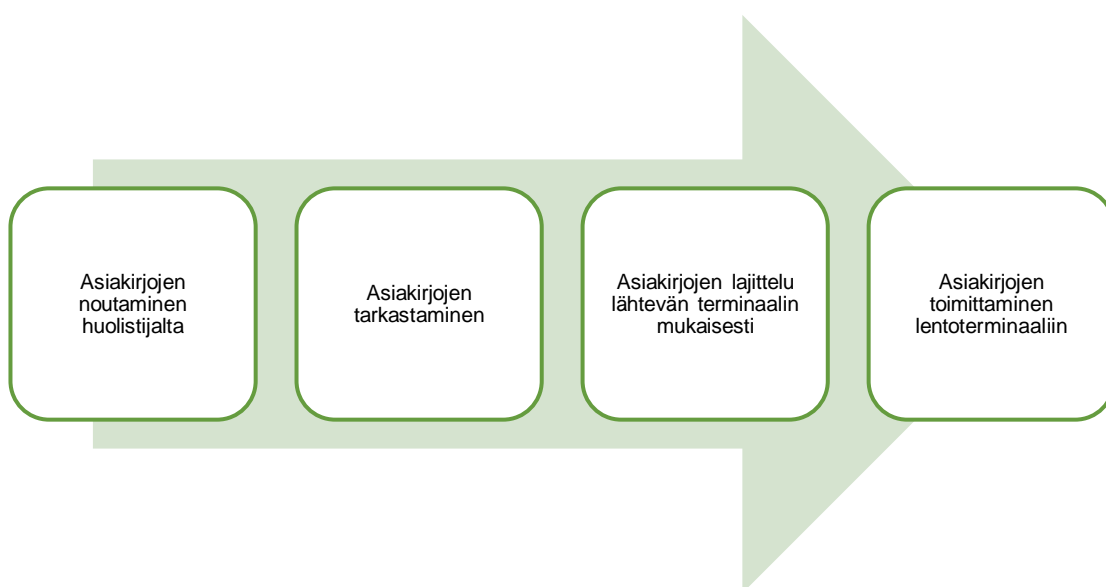 Asiakirjojen
noutaminen
huolistijalta
Asiakirjojen
tarkastaminen
Asiakirjojen lajittelu
lähtevän terminaalin
mukaisesti
Asiakirjojen
toimittaminen
lentoterminaaliin